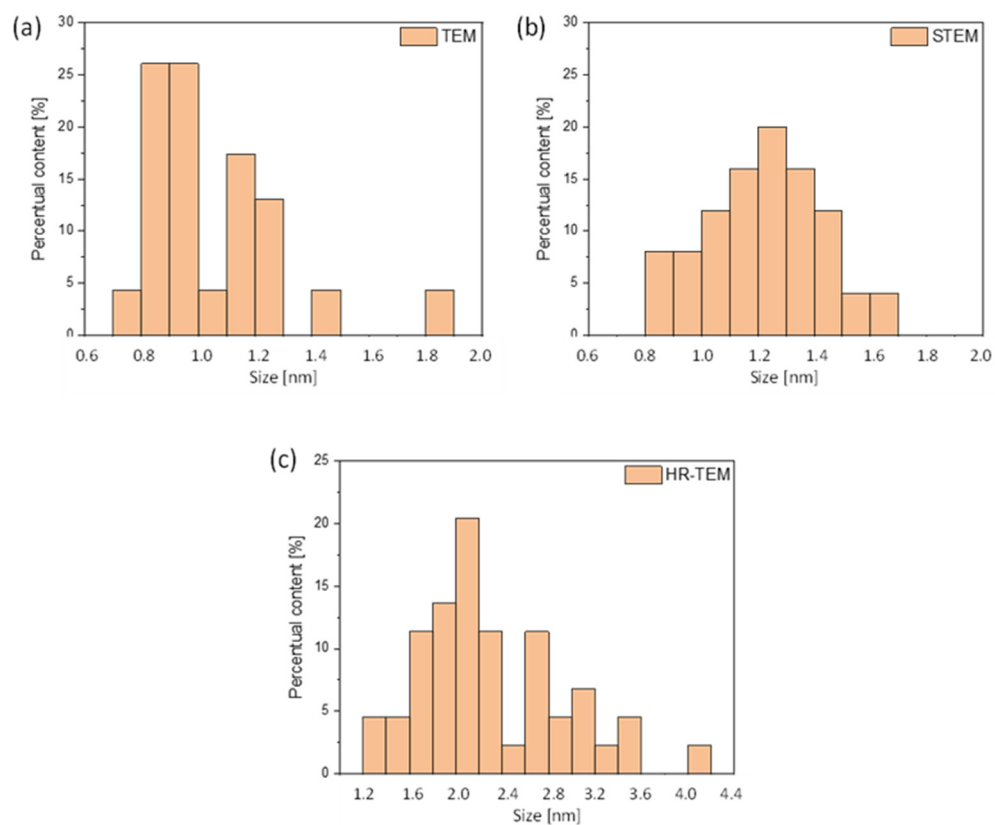 (a)
TEM
30
25
20
15
10
5
0
Percentual content [%]
0.6 0.8 1.0 1.2 1.4 1.6 1.8 2.0
Size [nm]
(b)
STEM
30
25
20
15
10
5
0
Percentual content [%]
0.6 0.8 1.0 1.2 1.4 1.6 2.0
Size [nm]
(c)
HR-TEM
25
20
15
10
5
0
Percentual content [%]
1.2 1.6 2.0 2.4 2.8 3.2 3.6 4.0 4.4
Size [nm]